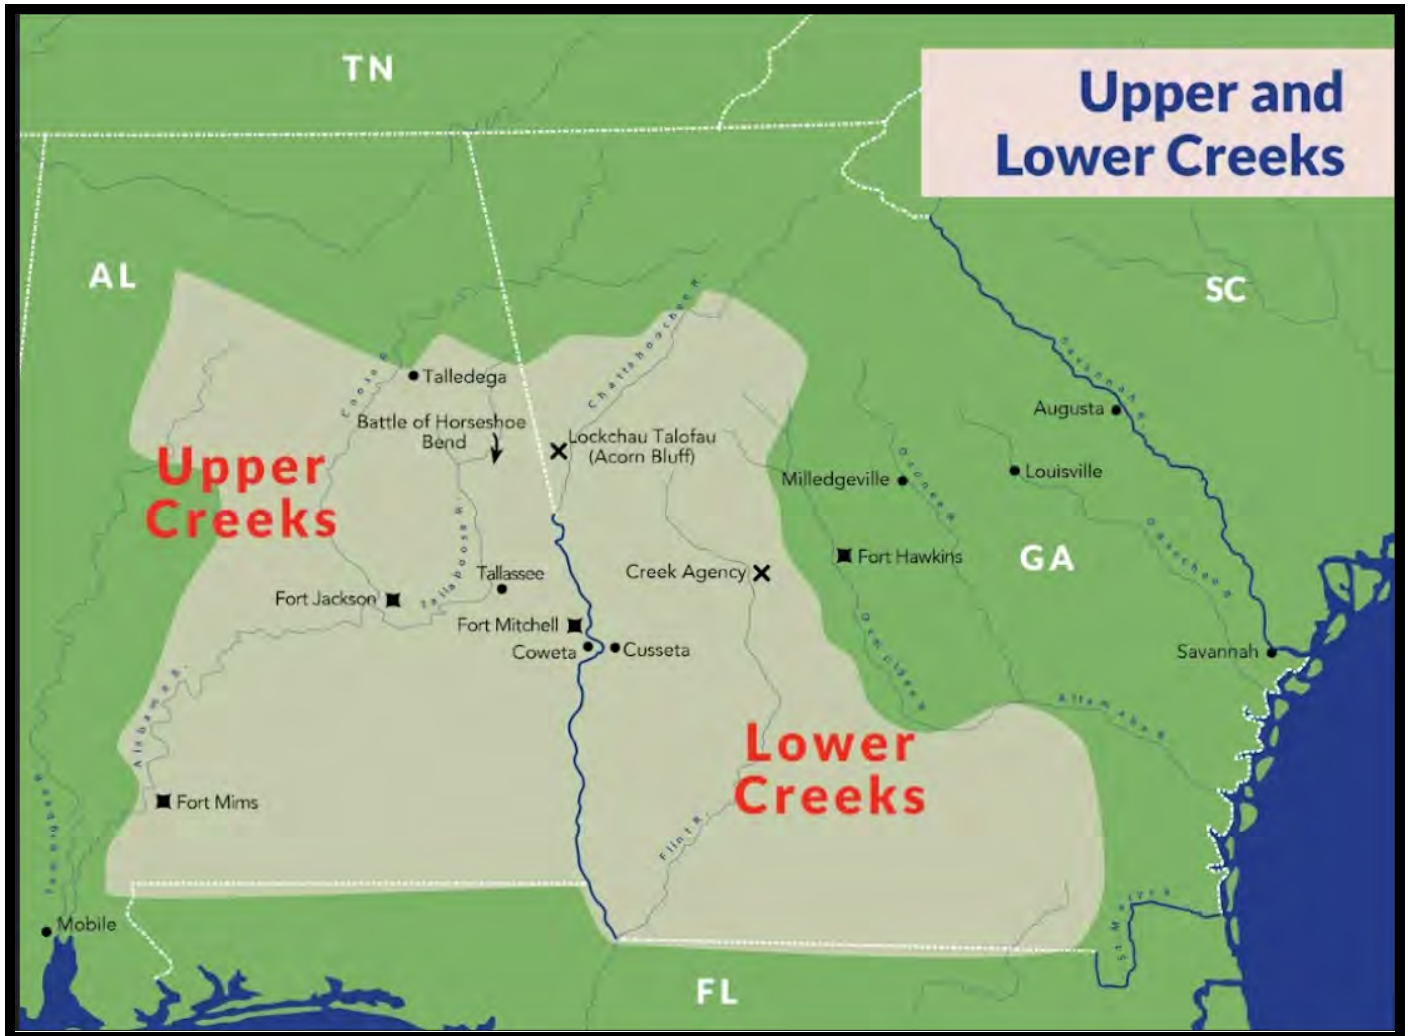 TN
Upper and
Lower Creeks
AL
SC
Chattahoochee R.
Savannah R.
Coosa R.
Talledega
Augusta
Battle of Horseshoe
Bend
Lockchau Talofau
(Acorn Bluff)
Upper
Creeks
Milledgeville
Louisville
Oconee R.
Tallapoosa R.
Fort Hawkins
GA
Ogeechee R.
Creek Agency
Tallassee
Fort Jackson
Fort Mitchell
Coweta
Cusseta
Savannah
Ocmulgee R.
Alabama R.
Altamaha R.
Lower
Creeks
Fort Mims
Tombigbee R.
Flint R.
Mobile
FL